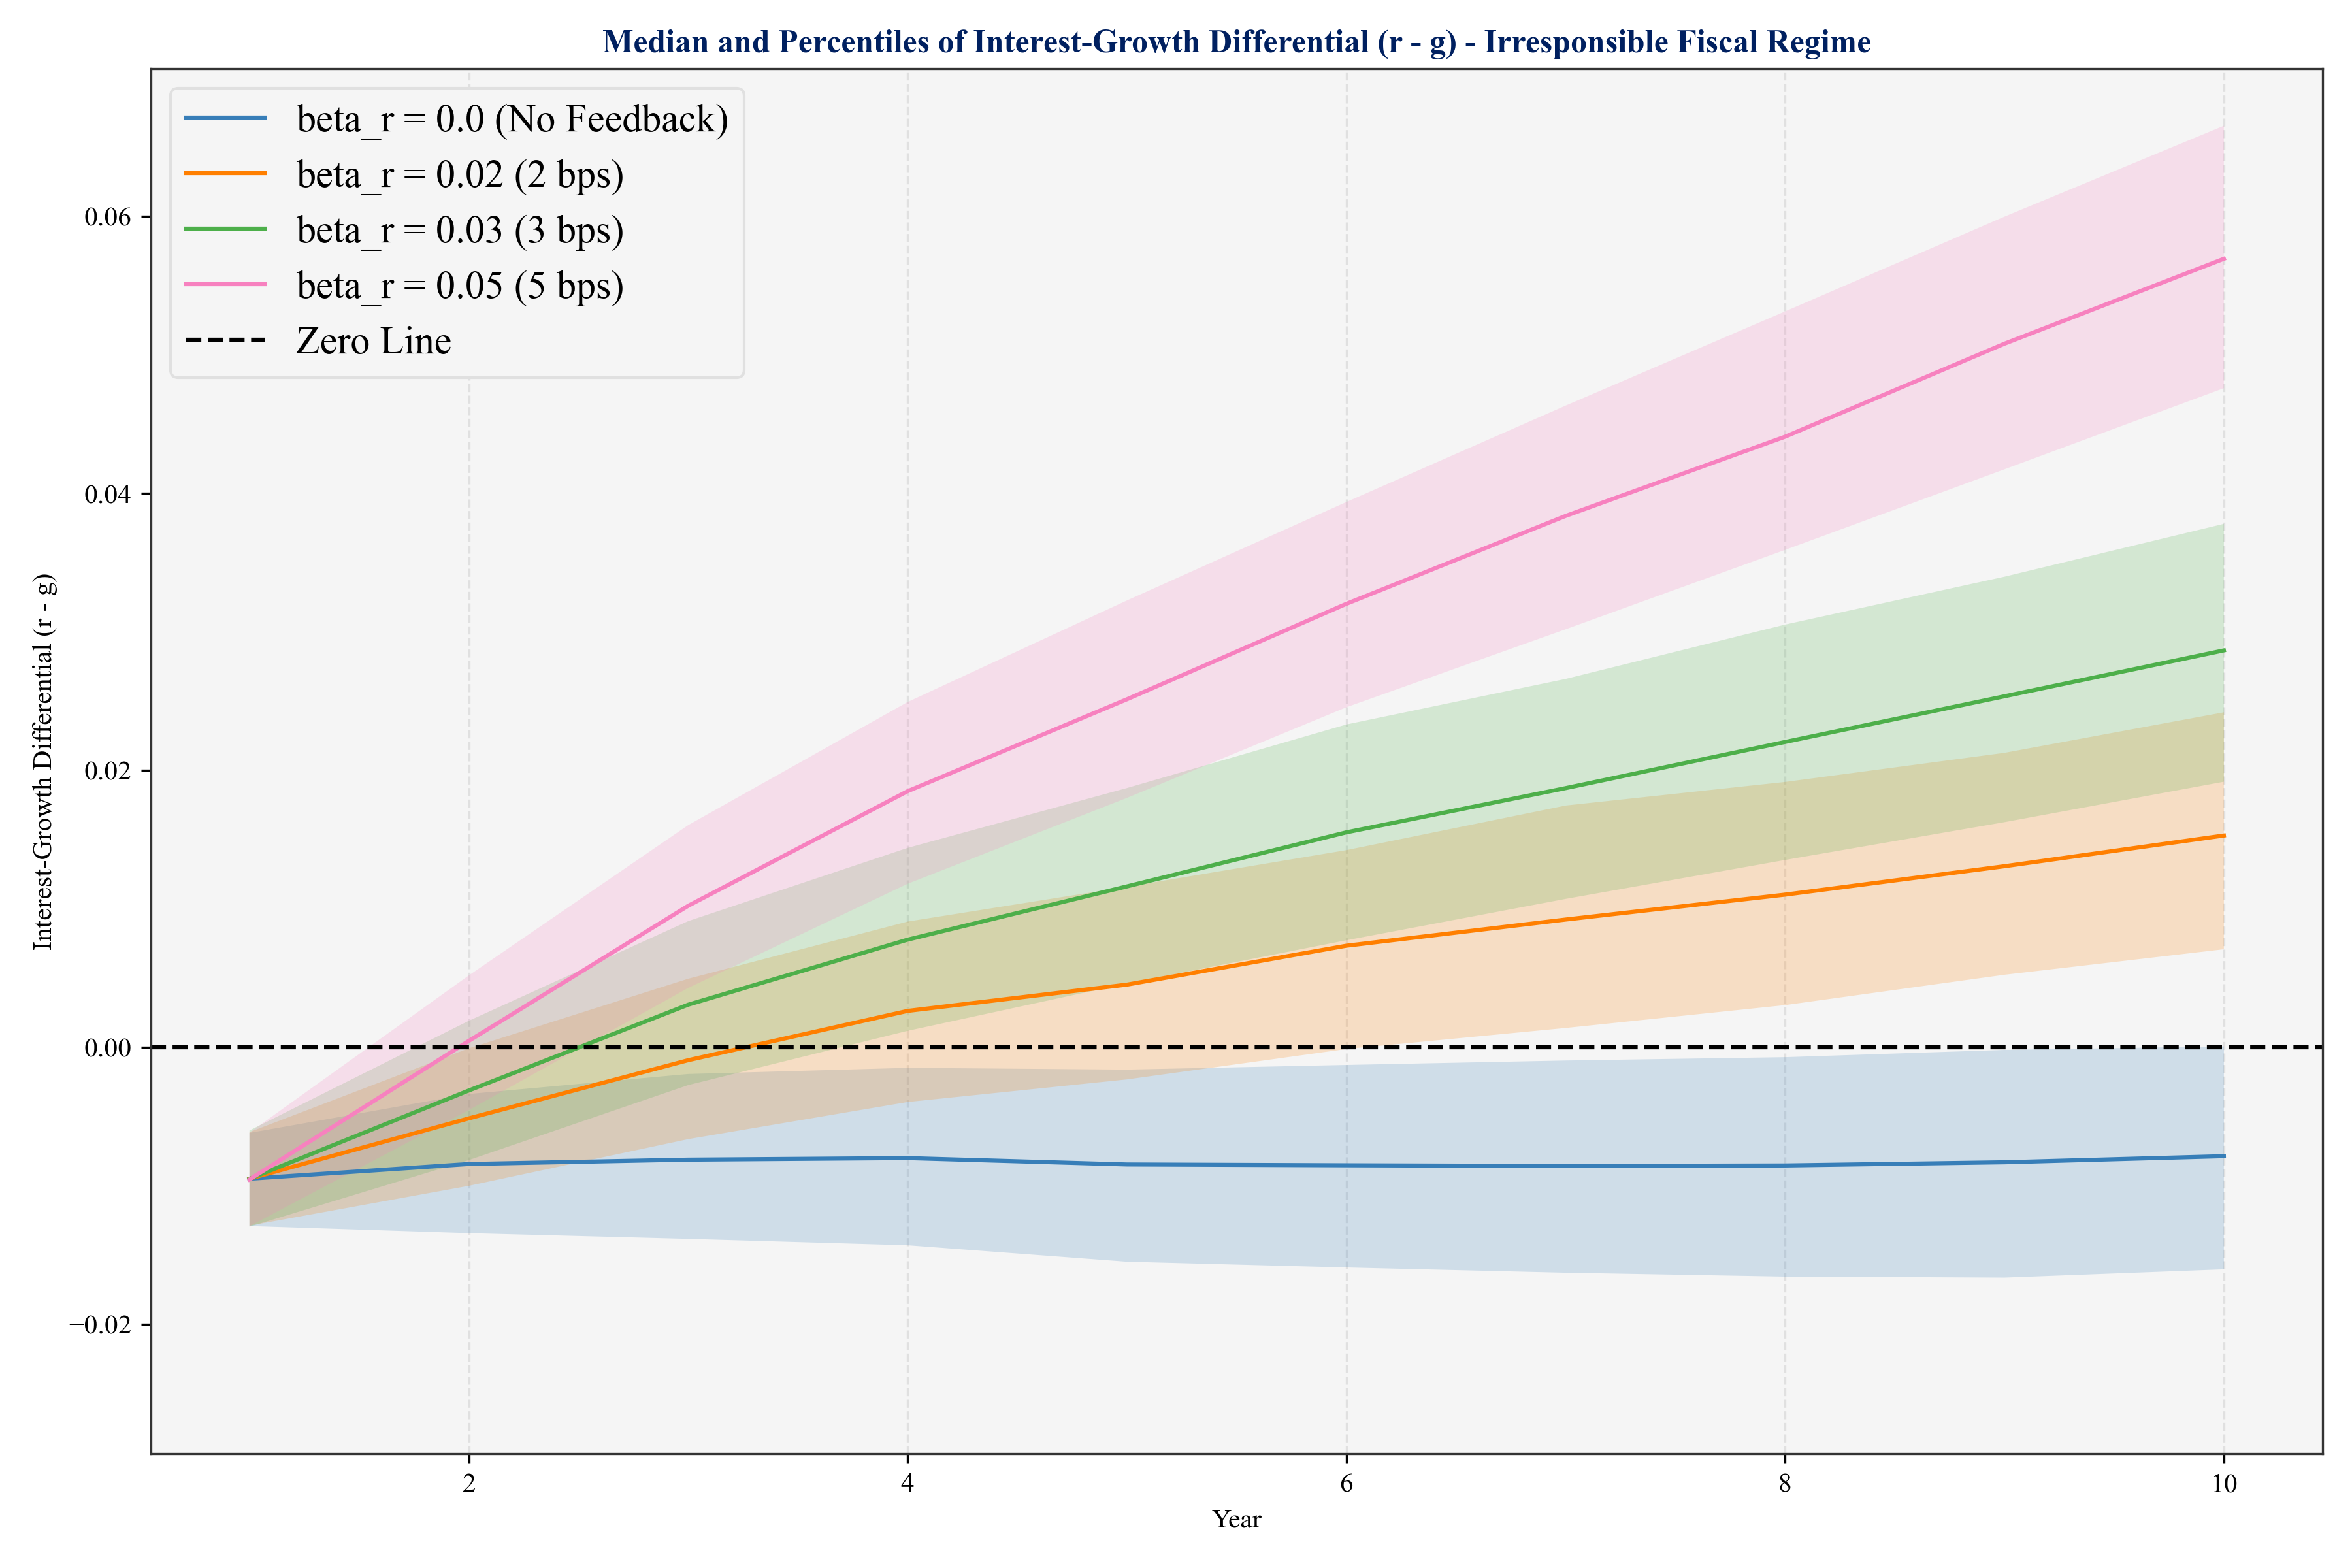 Median and Percentiles of Interest-Growth Differential (r - g) - Irresponsible Fiscal Regime
beta_r = 0.0 (No Feedback)
beta_r = 0.02 (2 bps)
beta_r = 0.03 (3 bps)
beta_r = 0.05 (5 bps)
Zero Line
Interest-Growth Differential (r - g)
0.06
0.04
0.02
0.00
−0.02
2 4 6 8 10
Year